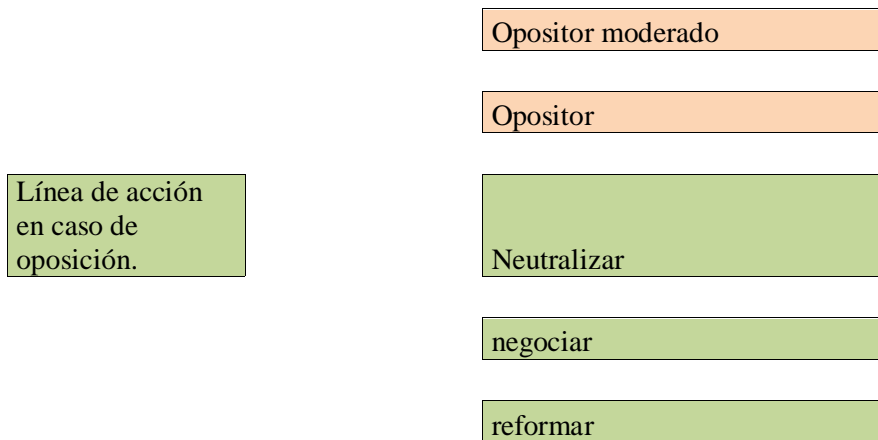 Opositor moderado
Opositor
Línea de acción
en caso de
oposición.
Neutralizar
negociar
reformar